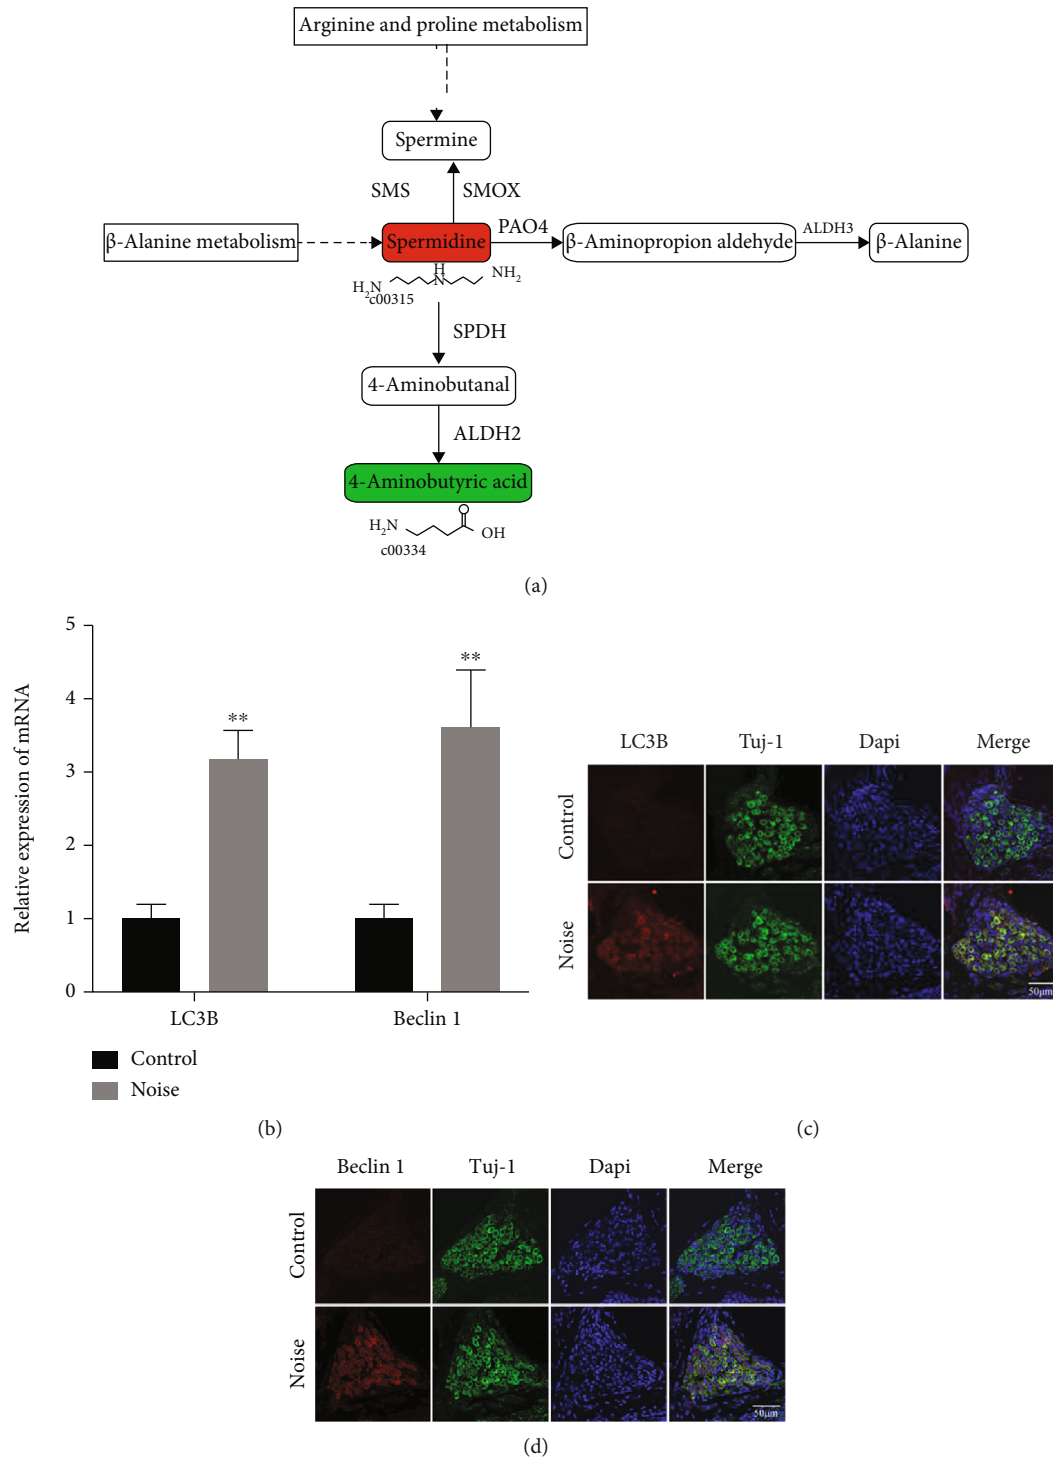 Arginine and proline metabolism
Spermine
SMS
SMOX
β-Alanine metabolism
Spermidine
PAO4
β-Aminopropion aldehyde
ALDH3
β-Alanine
H₂N
H
N
NH₂
c00315
SPDH
4-Aminobutanal
ALDH2
4-Aminobutyric acid
H₂N
O
OH
c00334
(a)
Relative expression of mRNA
5
4
3
2
1
0
**
**
LC3B
Beclin 1
Control
Noise
(b)
LC3B Tuj-1 Dapi Merge
Control
Noise
50μm
(c)
Beclin 1 Tuj-1 Dapi Merge
Control
Noise
50μm
(d)